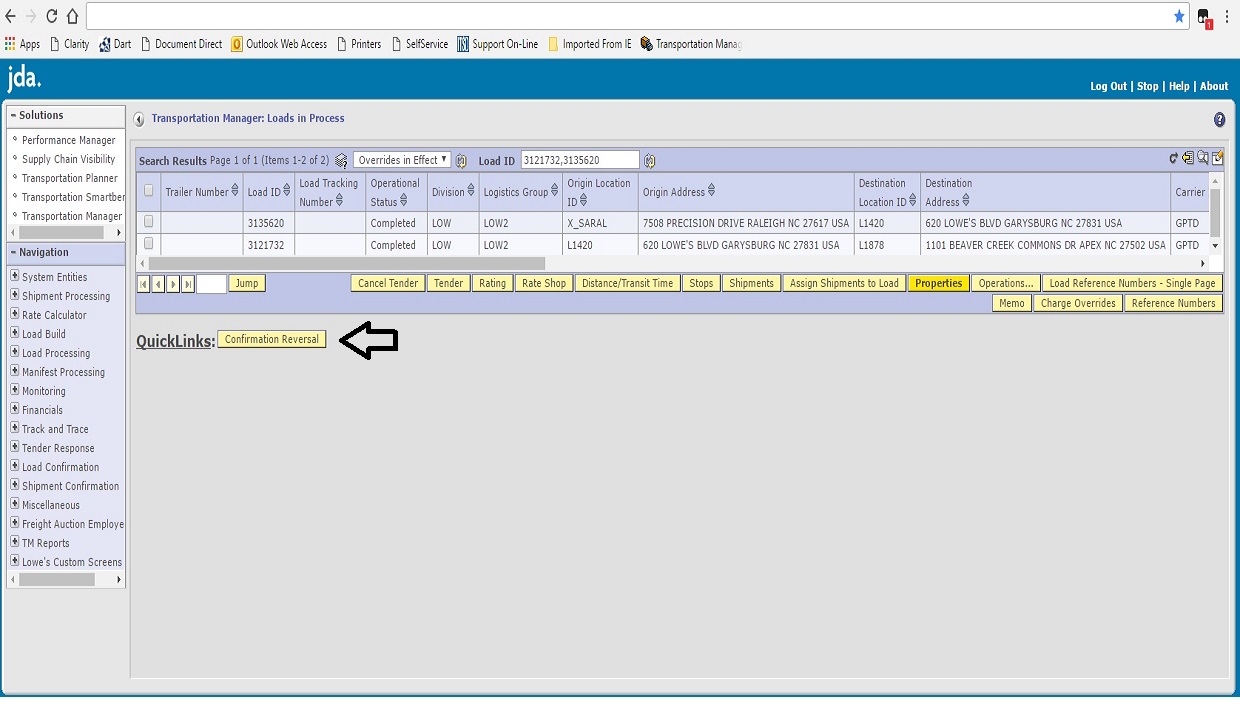 1
Apps Clarity Dart Document Direct Outlook Web Access Printers SelfService Support On-Line Imported From IE Transportation Manag
jda.
Log Out | Stop | Help | About
Solutions
Performance Manager
Supply Chain Visibility
Transportation Planner
Transportation Smartber
Transportation Manager
Navigation
System Entities
Shipment Processing
Rate Calculator
Load Build
Load Processing
Manifest Processing
Monitoring
Financials
Track and Trace
Tender Response
Load Confirmation
Shipment Confirmation
Miscellaneous
Freight Auction Employe
TM Reports
Lowe's Custom Screens
Transportation Manager: Loads in Process
Search Results Page 1 of 1 (Items 1-2 of 2) Overrides in Effect Load ID 3121732,3135620
Trailer Number Load ID Load Tracking Number Operational Status Division Logistics Group Origin Location ID Origin Address Destination Location ID Destination Address Carrier
3135620 Completed LOW LOW2 X_SARAL 7508 PRECISION DRIVE RALEIGH NC 27617 USA L1420 620 LOWE'S BLVD GARYSBURG NC 27831 USA GPTD
3121732 Completed LOW LOW2 L1420 620 LOWE'S BLVD GARYSBURG NC 27831 USA L1878 1101 BEAVER CREEK COMMONS DR APEX NC 27502 USA GPTD
Jump Cancel Tender Tender Rating Rate Shop Distance/Transit Time Stops Shipments Assign Shipments to Load Properties Operations... Load Reference Numbers - Single Page
Memo Charge Overrides Reference Numbers
QuickLinks: Confirmation Reversal